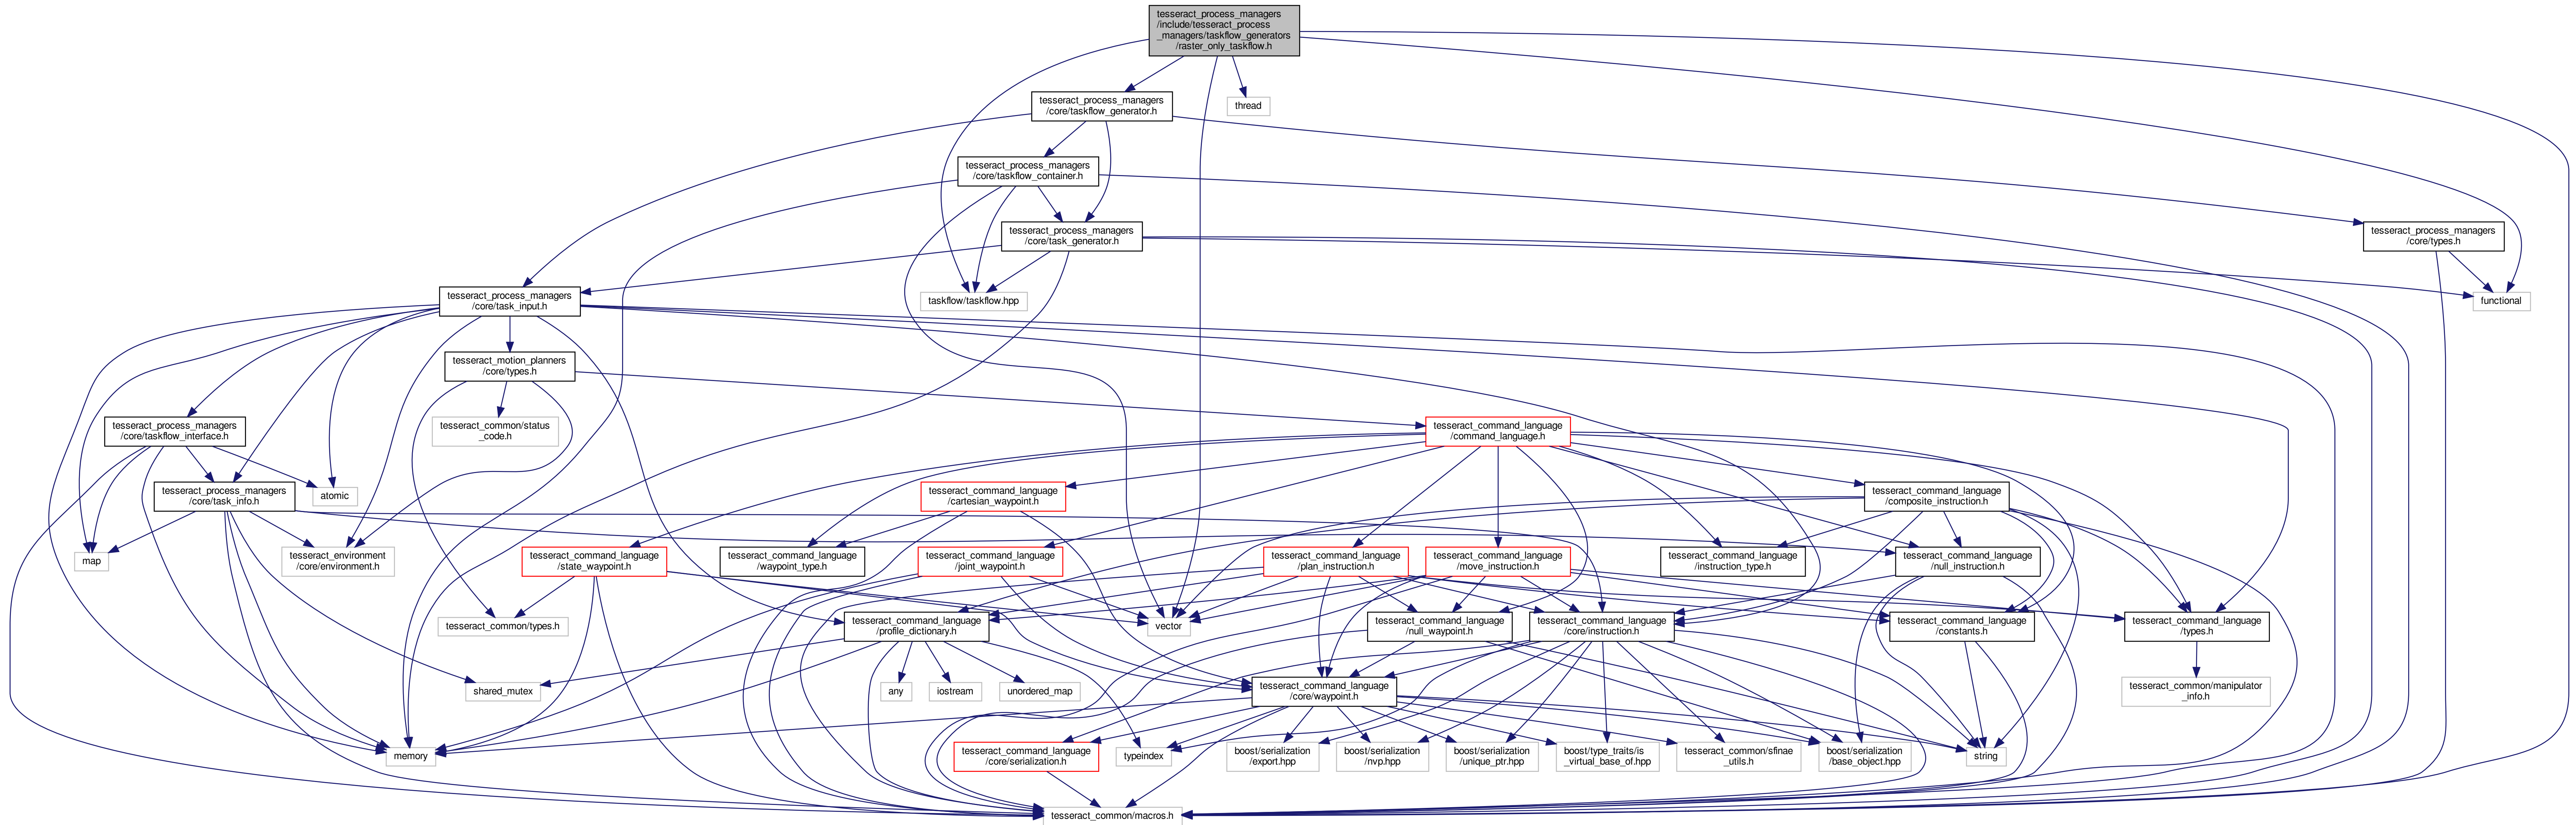 tesseract_process_managers
/include/tesseract_process
_managers/taskflow_generators
/raster_only_taskflow.h
tesseract_process_managers
/core/taskflow_generator.h
thread
tesseract_process_managers
/core/taskflow_container.h
tesseract_process_managers
/core/task_generator.h
tesseract_process_managers
/core/types.h
tesseract_process_managers
/core/task_input.h
taskflow/taskflow.hpp
functional
tesseract_motion_planners
/core/types.h
tesseract_process_managers
/core/taskflow_interface.h
tesseract_common/status
_code.h
tesseract_command_language
/command_language.h
tesseract_process_managers
/core/task_info.h
atomic
tesseract_command_language
/cartesian_waypoint.h
tesseract_command_language
/composite_instruction.h
map
tesseract_environment
/core/environment.h
tesseract_command_language
/state_waypoint.h
tesseract_command_language
/waypoint_type.h
tesseract_command_language
/joint_waypoint.h
tesseract_command_language
/plan_instruction.h
tesseract_command_language
/move_instruction.h
tesseract_command_language
/instruction_type.h
tesseract_command_language
/null_instruction.h
tesseract_common/types.h
tesseract_command_language
/profile_dictionary.h
vector
tesseract_command_language
/null_waypoint.h
tesseract_command_language
/core/instruction.h
tesseract_command_language
/constants.h
tesseract_command_language
/types.h
shared_mutex
any
iostream
unordered_map
tesseract_command_language
/core/waypoint.h
tesseract_common/manipulator
_info.h
memory
tesseract_command_language
/core/serialization.h
typeindex
boost/serialization
/export.hpp
boost/serialization
/nvp.hpp
boost/serialization
/unique_ptr.hpp
boost/type_traits/is
_virtual_base_of.hpp
tesseract_common/sfinae
_utils.h
boost/serialization
/base_object.hpp
string
tesseract_common/macros.h